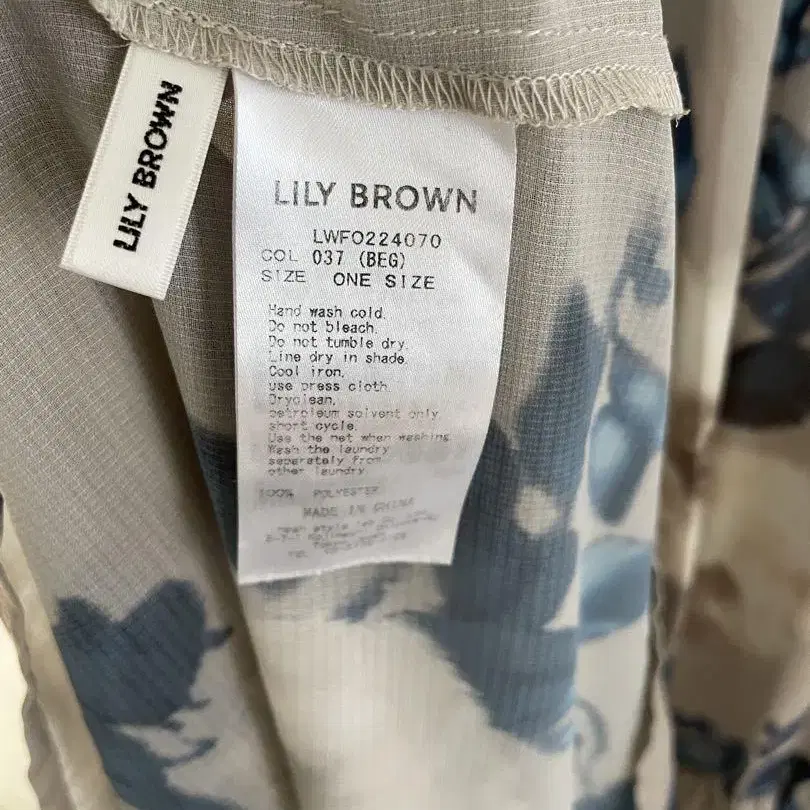 LILY BROWN
LILY BROWN
LWFO224070
COL 037 (BEG)
SIZE ONE SIZE
Hand wash cold.
Do not bleach.
Do not tumble dry.
Line dry in shade.
Cool iron.
use press cloth.
Dryclean.
petroleum solvent only
short cycle.
Use the net when washing
Wash the laundry
separately from
other laundry
100% POLYESTER
MADE IN CHINA